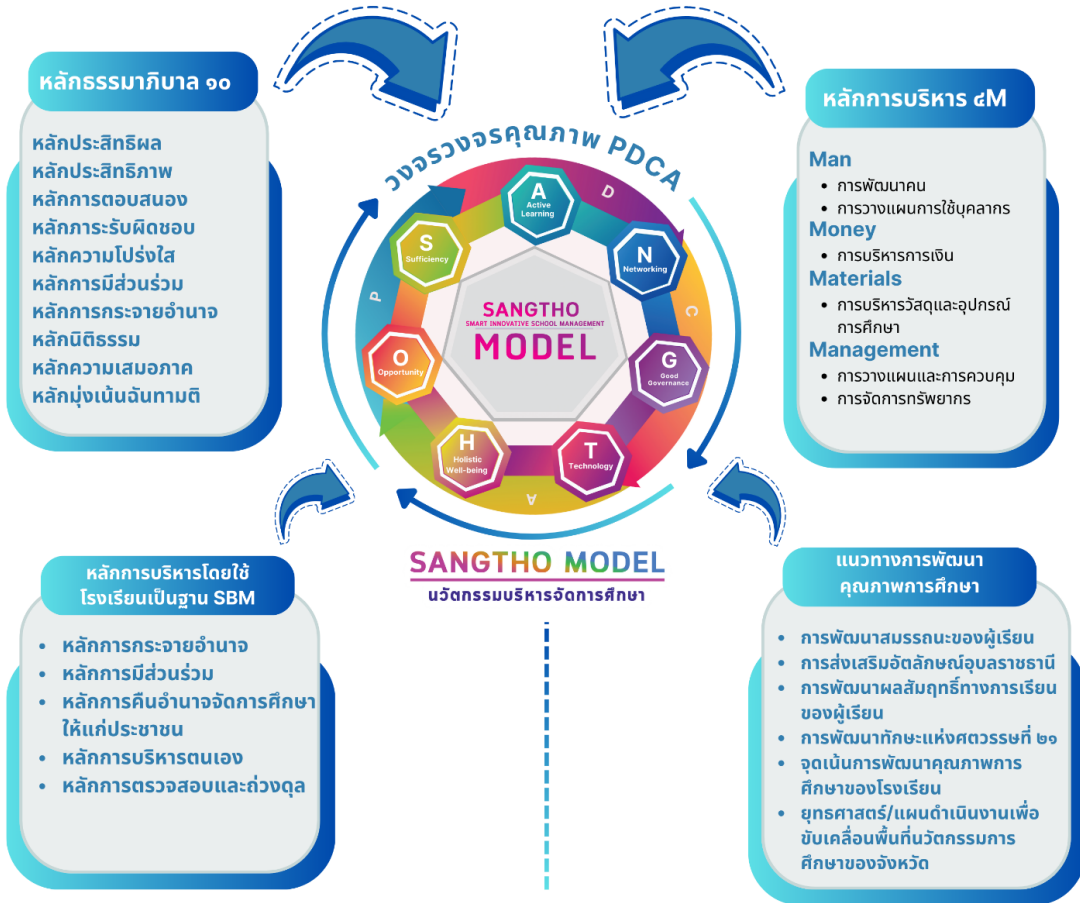 หลักธรรมาภิบาล ๑๐
หลักประสิทธิผล
หลักประสิทธิภาพ
หลักการตอบสนอง
หลักภาระรับผิดชอบ
หลักความโปร่งใส
หลักการมีส่วนร่วม
หลักการกระจายอำนาจ
หลักนิติธรรม
หลักความเสมอภาค
หลักมุ่งเน้นฉันทามติ
หลักการบริหาร ๔M
Man
• การพัฒนาคน
• การวางแผนการใช้บุคลากร
Money
• การบริหารการเงิน
Materials
• การบริหารวัสดุและอุปกรณ์
การศึกษา
Management
• การวางแผนและการควบคุม
• การจัดการทรัพยากร
วงจรวงจรคุณภาพ PDCA
P
D
C
A
S
Sufficiency
A
Active
Learning
N
Networking
G
Good
Governance
T
Technology
H
Holistic
Well-being
O
Opportunity
SANGTHO
SMART INNOVATIVE SCHOOL MANAGEMENT
MODEL
SANGTHO MODEL
นวัตกรรมบริหารจัดการศึกษา
หลักการบริหารโดยใช้
โรงเรียนเป็นฐาน SBM
• หลักการกระจายอำนาจ
• หลักการมีส่วนร่วม
• หลักการคืนอำนาจจัดการศึกษา
ให้แก่ประชาชน
• หลักการบริหารตนเอง
• หลักการตรวจสอบและถ่วงดุล
แนวทางการพัฒนา
คุณภาพการศึกษา
• การพัฒนาสมรรถนะของผู้เรียน
• การส่งเสริมอัตลักษณ์อุบลราชธานี
• การพัฒนาผลสัมฤทธิ์ทางการเรียน
ของผู้เรียน
• การพัฒนาทักษะแห่งศตวรรษที่ ๒๑
• จุดเน้นการพัฒนาคุณภาพการ
ศึกษาของโรงเรียน
• ยุทธศาสตร์/แผนดำเนินงานเพื่อ
ขับเคลื่อนพื้นที่นวัตกรรมการ
ศึกษาของจังหวัด